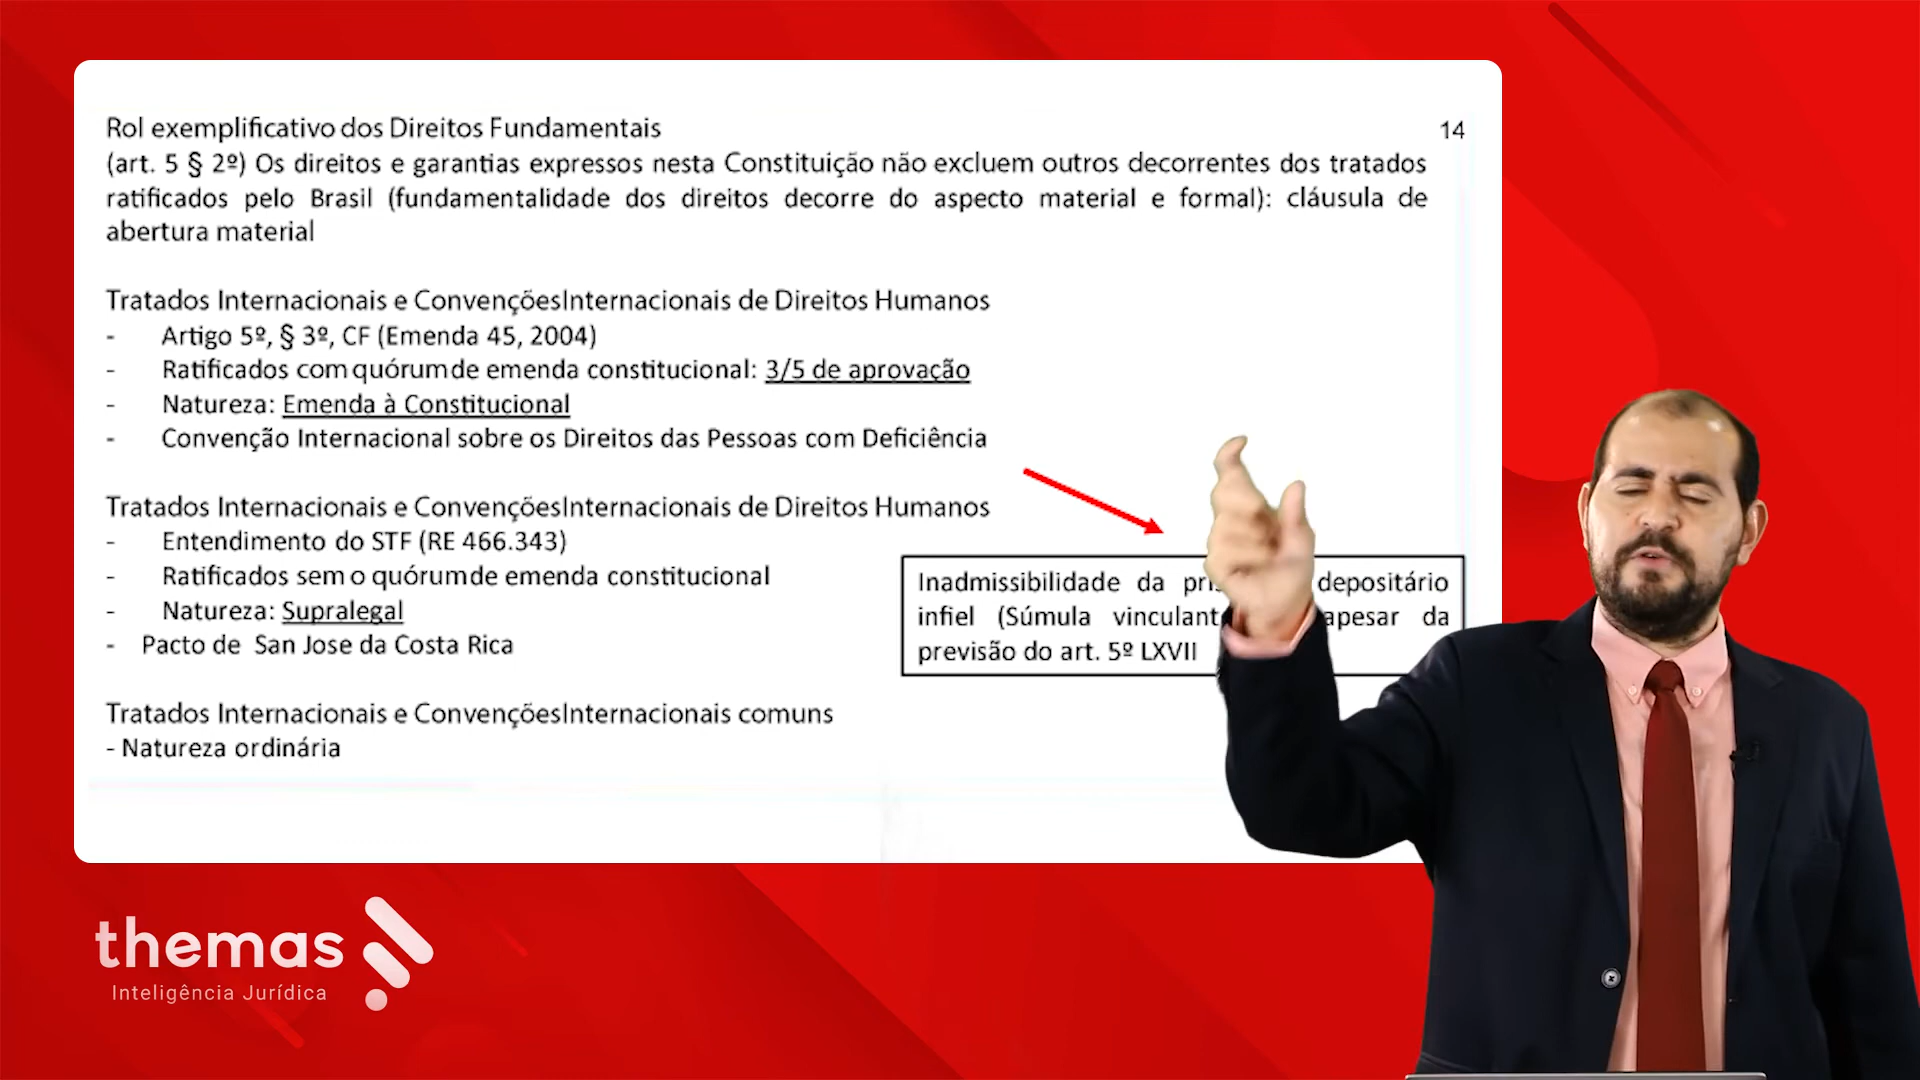 Rol exemplificativo dos Direitos Fundamentais
14
(art. 5 § 2º) Os direitos e garantias expressos nesta Constituição não excluem outros decorrentes dos tratados
ratificados pelo Brasil (fundamentalidade dos direitos decorre do aspecto material e formal): cláusula de
abertura material
Tratados Internacionais e ConvençõesInternacionais de Direitos Humanos
- Artigo 5º, § 3º, CF (Emenda 45, 2004)
- Ratificados com quórum de emenda constitucional: 3/5 de aprovação
- Natureza: Emenda à Constitucional
- Convenção Internacional sobre os Direitos das Pessoas com Deficiência
Tratados Internacionais e ConvençõesInternacionais de Direitos Humanos
- Entendimento do STF (RE 466.343)
- Ratificados sem o quórum de emenda constitucional
- Natureza: Supralegal
- Pacto de San Jose da Costa Rica
Inadmissibilidade da depositário
infiel (Súmula apesar da
previsão do art. 5º LXVII
Tratados Internacionais e ConvençõesInternacionais comuns
- Natureza ordinária
themas
Inteligência Jurídica